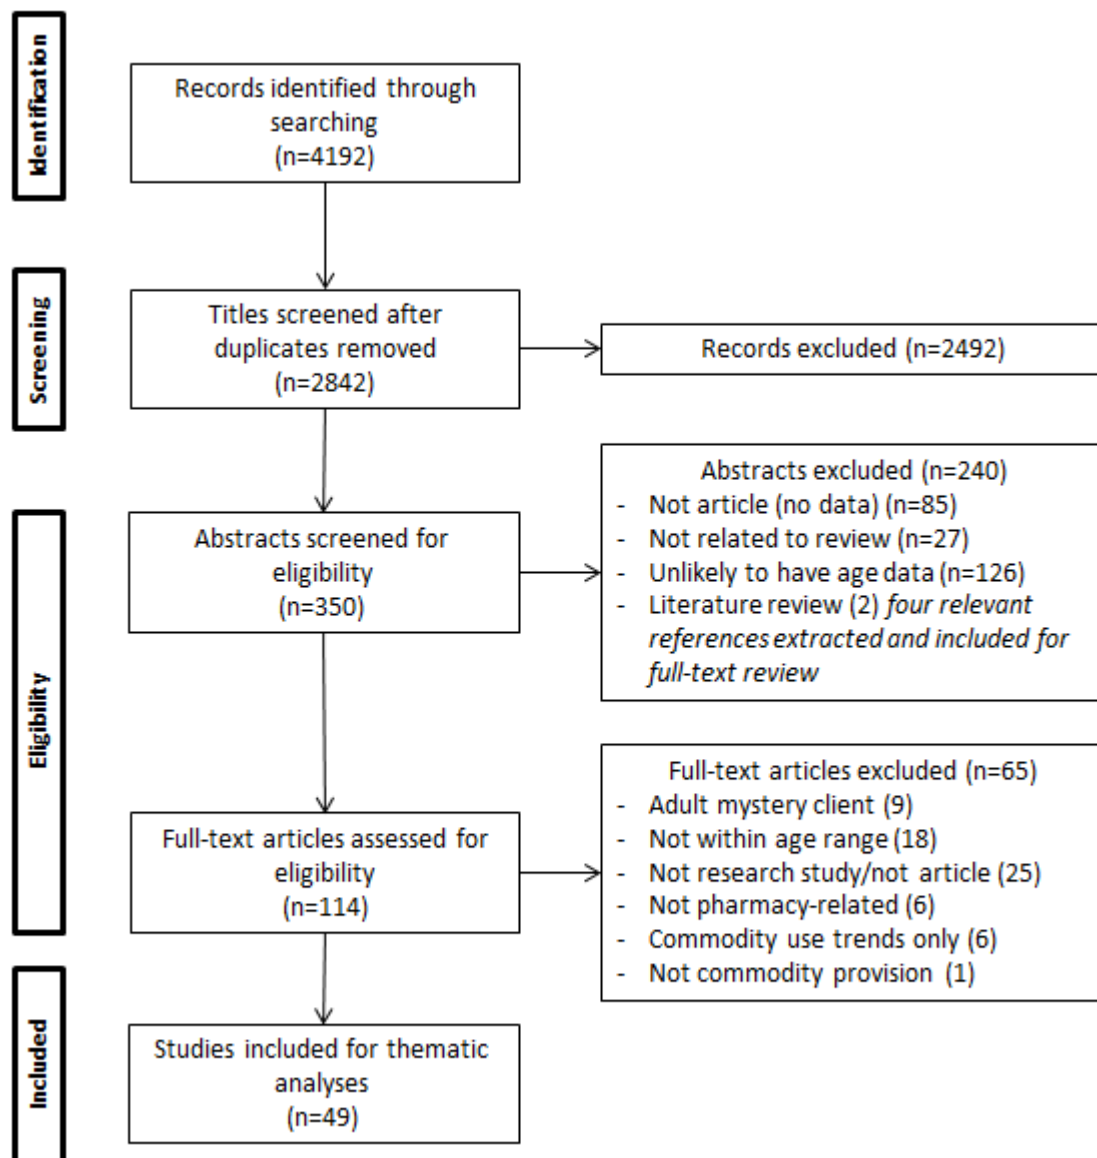 Identification
Records identified through
searching
(n=4192)
Screening
Titles screened after
duplicates removed
(n=2842)
Records excluded (n=2492)
Eligibility
Abstracts screened for
eligibility
(n=350)
Abstracts excluded (n=240)
- Not article (no data) (n=85)
- Not related to review (n=27)
- Unlikely to have age data (n=126)
- Literature review (2) four relevant
references extracted and included for
full-text review
Full-text articles assessed for
eligibility
(n=114)
Full-text articles excluded (n=65)
- Adult mystery client (9)
- Not within age range (18)
- Not research study/not article (25)
- Not pharmacy-related (6)
- Commodity use trends only (6)
- Not commodity provision (1)
Included
Studies included for thematic
analyses
(n=49)